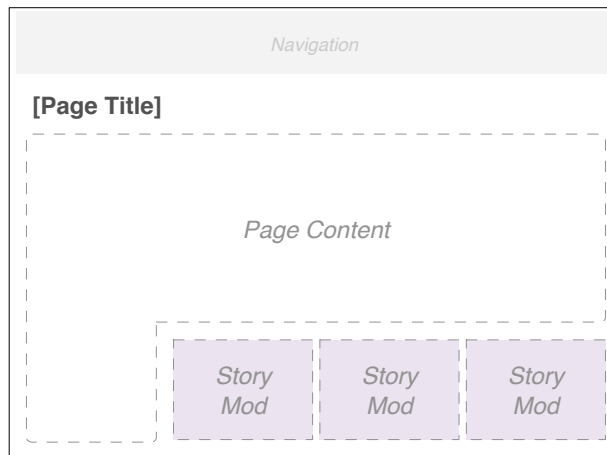 Navigation
[Page Title]
Page Content
Story
Mod
Story
Mod
Story
Mod